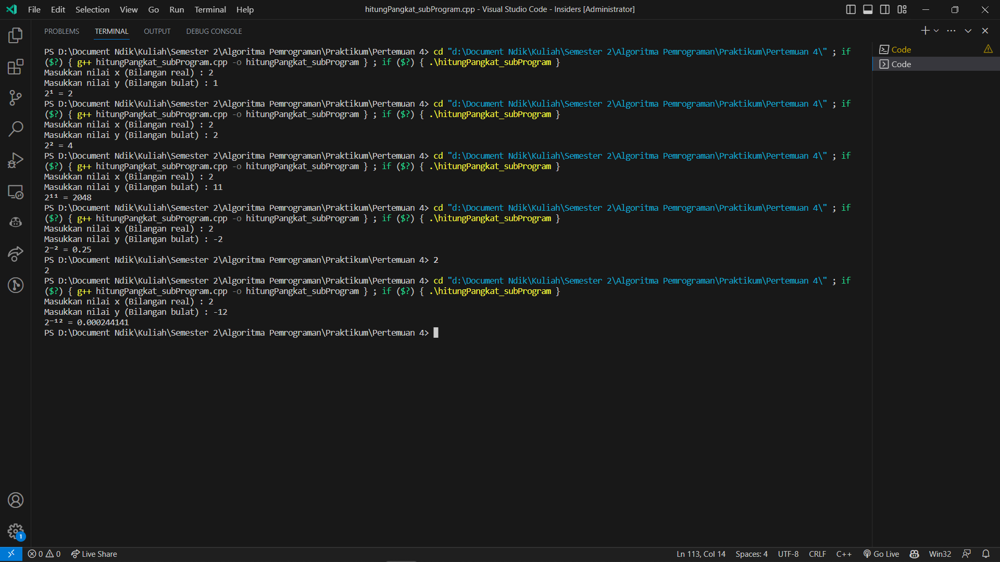 File Edit Selection View Go Run Terminal Help
hitungPangkat_subProgram.cpp - Visual Studio Code - Insiders [Administrator]
PROBLEMS TERMINAL OUTPUT DEBUG CONSOLE
PS D:\Document Ndik\Kuliah\Semester 2\Algoritma Pemrograman\Praktikum\Pertemuan 4> cd "d:\Document Ndik\Kuliah\Semester 2\Algoritma Pemrograman\Praktikum\Pertemuan 4\" ; if
($?) { g++ hitungPangkat_subProgram.cpp -o hitungPangkat_subProgram } ; if ($?) { .\hitungPangkat_subProgram }
Masukkan nilai x (Bilangan real) : 2
Masukkan nilai y (Bilangan bulat) : 1
2¹ = 2
PS D:\Document Ndik\Kuliah\Semester 2\Algoritma Pemrograman\Praktikum\Pertemuan 4> cd "d:\Document Ndik\Kuliah\Semester 2\Algoritma Pemrograman\Praktikum\Pertemuan 4\" ; if
($?) { g++ hitungPangkat_subProgram.cpp -o hitungPangkat_subProgram } ; if ($?) { .\hitungPangkat_subProgram }
Masukkan nilai x (Bilangan real) : 2
Masukkan nilai y (Bilangan bulat) : 2
2² = 4
PS D:\Document Ndik\Kuliah\Semester 2\Algoritma Pemrograman\Praktikum\Pertemuan 4> cd "d:\Document Ndik\Kuliah\Semester 2\Algoritma Pemrograman\Praktikum\Pertemuan 4\" ; if
($?) { g++ hitungPangkat_subProgram.cpp -o hitungPangkat_subProgram } ; if ($?) { .\hitungPangkat_subProgram }
Masukkan nilai x (Bilangan real) : 2
Masukkan nilai y (Bilangan bulat) : 11
2¹¹ = 2048
PS D:\Document Ndik\Kuliah\Semester 2\Algoritma Pemrograman\Praktikum\Pertemuan 4> cd "d:\Document Ndik\Kuliah\Semester 2\Algoritma Pemrograman\Praktikum\Pertemuan 4\" ; if
($?) { g++ hitungPangkat_subProgram.cpp -o hitungPangkat_subProgram } ; if ($?) { .\hitungPangkat_subProgram }
Masukkan nilai x (Bilangan real) : 2
Masukkan nilai y (Bilangan bulat) : -2
2⁻² = 0.25
PS D:\Document Ndik\Kuliah\Semester 2\Algoritma Pemrograman\Praktikum\Pertemuan 4> 2
2
PS D:\Document Ndik\Kuliah\Semester 2\Algoritma Pemrograman\Praktikum\Pertemuan 4> cd "d:\Document Ndik\Kuliah\Semester 2\Algoritma Pemrograman\Praktikum\Pertemuan 4\" ; if
($?) { g++ hitungPangkat_subProgram.cpp -o hitungPangkat_subProgram } ; if ($?) { .\hitungPangkat_subProgram }
Masukkan nilai x (Bilangan real) : 2
Masukkan nilai y (Bilangan bulat) : -12
2⁻¹² = 0.000244141
PS D:\Document Ndik\Kuliah\Semester 2\Algoritma Pemrograman\Praktikum\Pertemuan 4>
Code
Code
1
0 0 Live Share
Ln 113, Col 14 Spaces: 4 UTF-8 CRLF C++ Go Live Win32